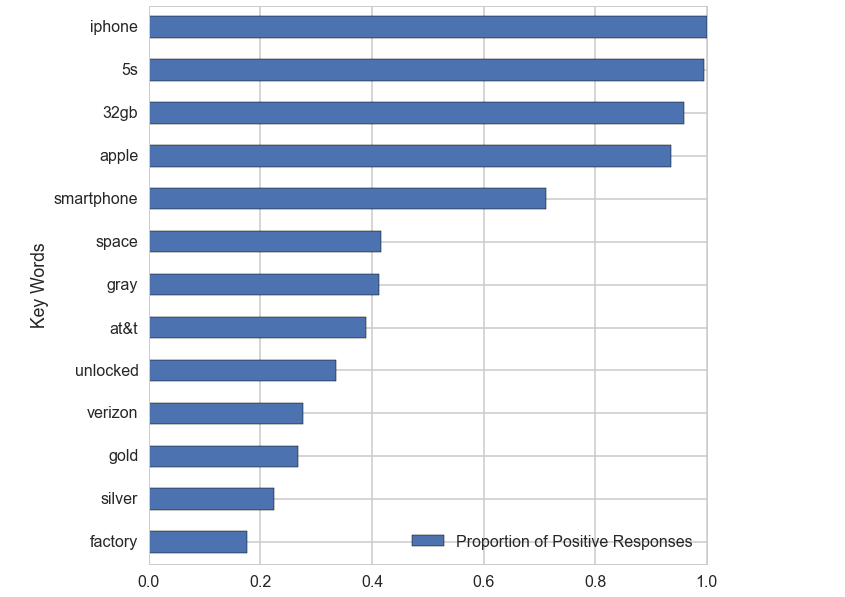 iphone
5s
32gb
apple
smartphone
space
gray
at&t
unlocked
verizon
gold
silver
factory
Key Words
Proportion of Positive Responses
0.0 0.2 0.4 0.6 0.8 1.0